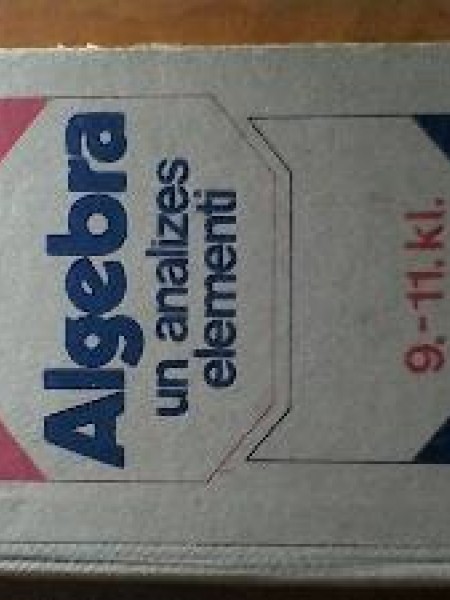 Algebra
un analizes
elementi
9.-11. kl.